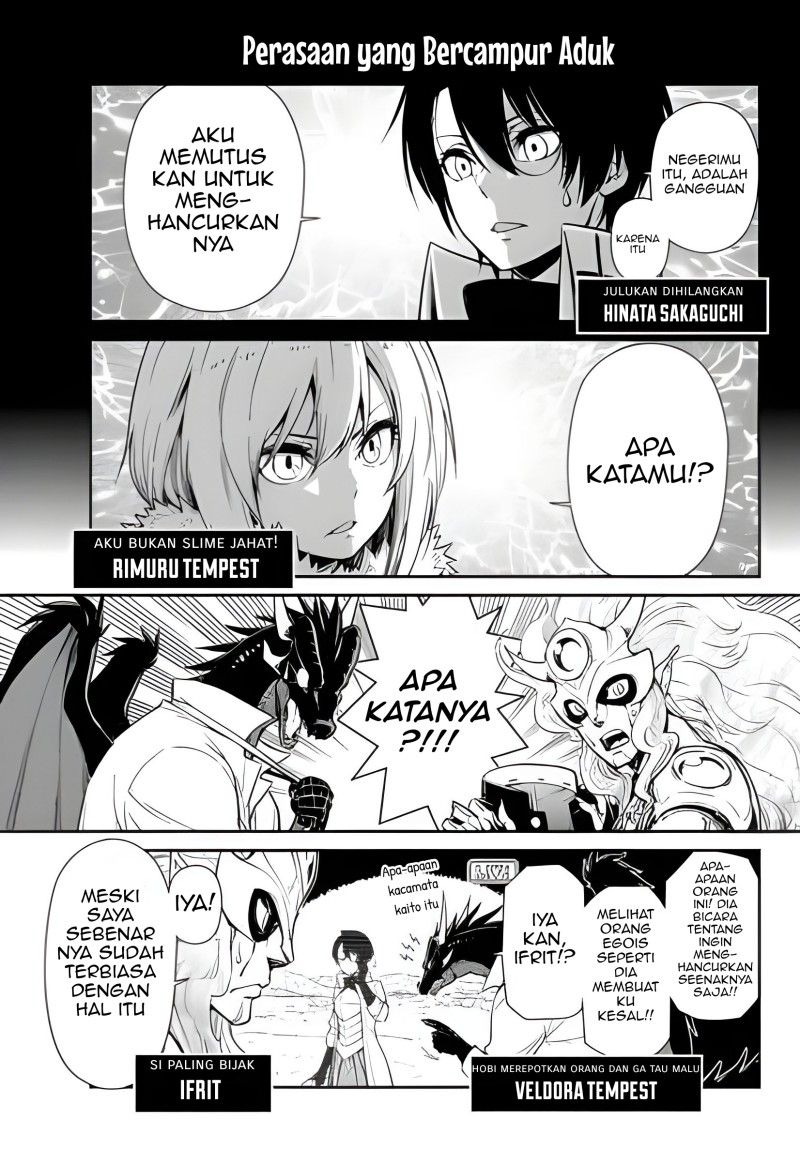 Perasaan yang Bercampur Aduk
NEGERIMU
ITU, ADALAH
GANGGUAN
KARENA
ITU
AKU
MEMUTUS
KAN UNTUK
MENG-
HANCURKAN
NYA
JULUKAN DIHILANGKAN
HINATA SAKAGUCHI
APA
KATAMU!?
AKU BUKAN SLIME JAHAT!
RIMURU TEMPEST
APA
KATANYA
?!!!
APA-
APAAN
ORANG
INI! DIA
BICARA
TENTANG
INGIN
MENG-
HANCURKAN
SEENAKNYA
SAJA!!
MELIHAT
ORANG
EGOIS
SEPERTI
DIA
MEMBUAT
KU
KESAL!!
IYA
KAN,
IFRIT!?
LIVE
Apa-apaan
kacamata
kaito itu
IYA!
MESKI
SAYA
SEBENAR
NYA SUDAH
TERBIASA
DENGAN
HAL ITU
HOBI MEREPOTKAN ORANG DAN GA TAU MALU
VELDORA TEMPEST
SI PALING BIJAK
IFRIT